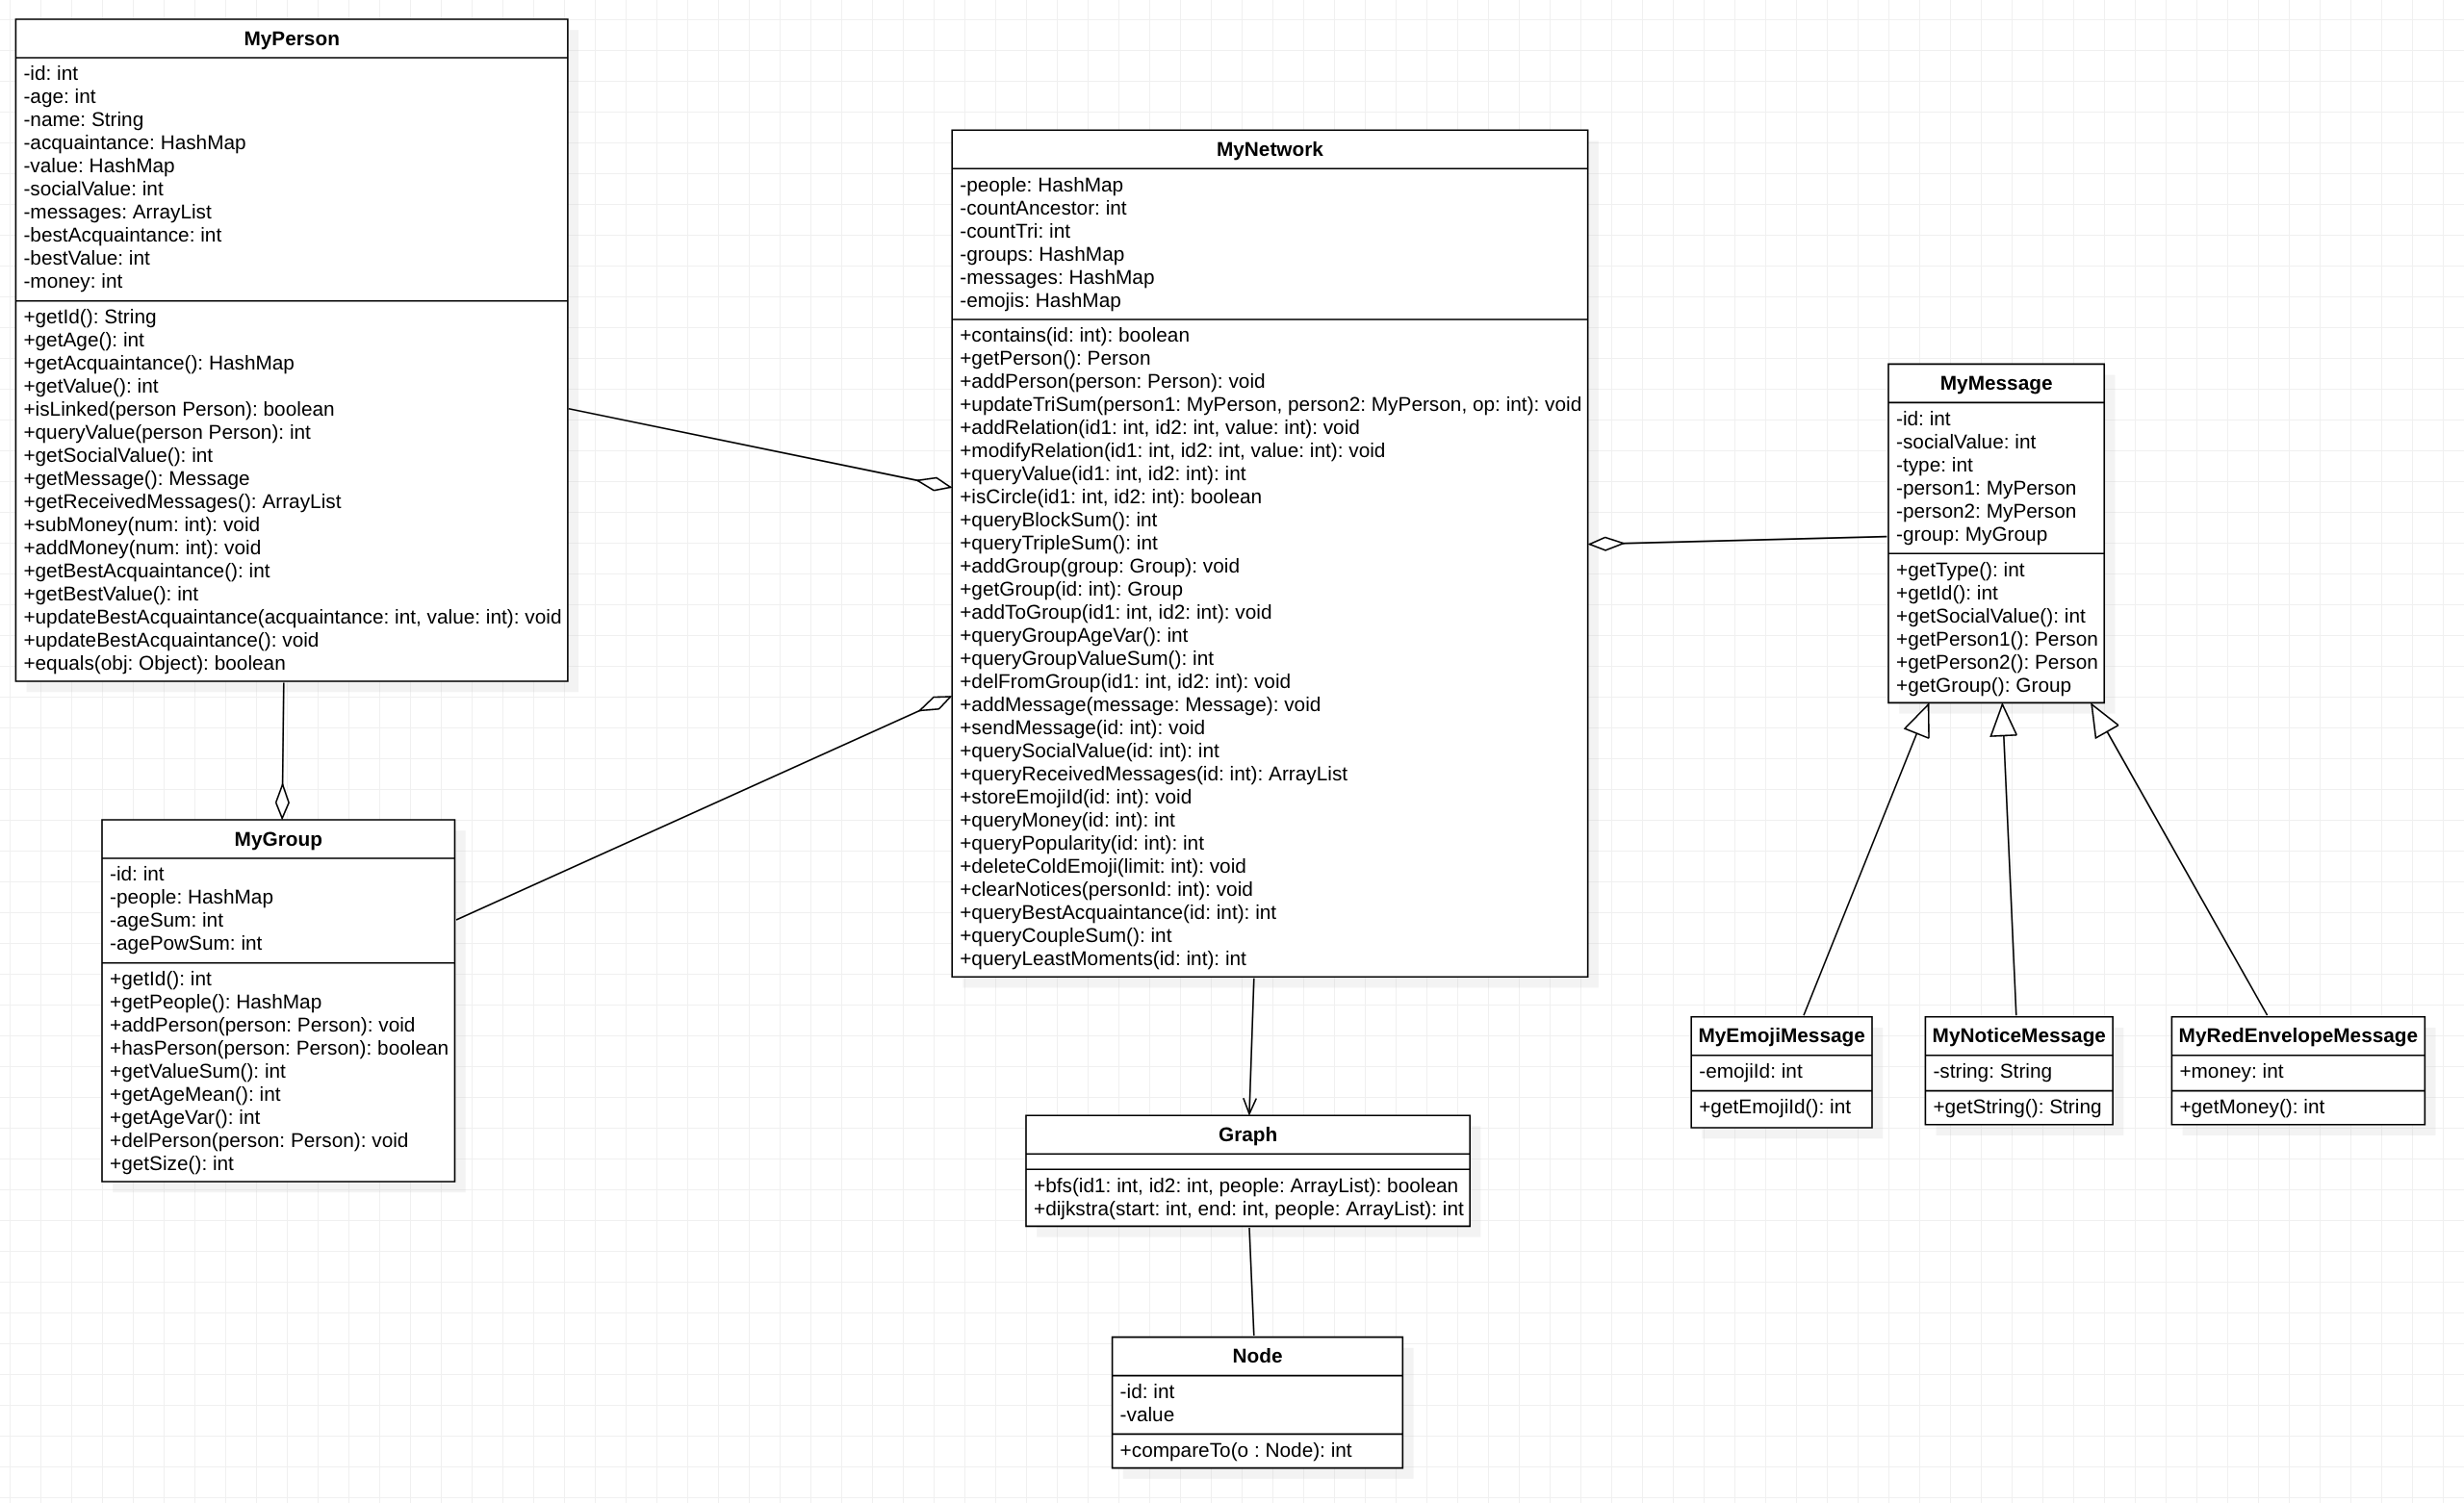 MyPerson
-id: int
-age: int
-name: String
-acquaintance: HashMap
-value: HashMap
-socialValue: int
-messages: ArrayList
-bestAcquaintance: int
-bestValue: int
-money: int
+getId(): String
+getAge(): int
+getAcquaintance(): HashMap
+getValue(): int
+isLinked(person Person): boolean
+queryValue(person Person): int
+getSocialValue(): int
+getMessage(): Message
+getReceivedMessages(): ArrayList
+subMoney(num: int): void
+addMoney(num: int): void
+getBestAcquaintance(): int
+getBestValue(): int
+updateBestAcquaintance(acquaintance: int, value: int): void
+updateBestAcquaintance(): void
+equals(obj: Object): boolean
MyNetwork
-people: HashMap
-countAncestor: int
-countTri: int
-groups: HashMap
-messages: HashMap
-emojis: HashMap
+contains(id: int): boolean
+getPerson(): Person
+addPerson(person: Person): void
+updateTriSum(person1: MyPerson, person2: MyPerson, op: int): void
+addRelation(id1: int, id2: int, value: int): void
+modifyRelation(id1: int, id2: int, value: int): void
+queryValue(id1: int, id2: int): int
+isCircle(id1: int, id2: int): boolean
+queryBlockSum(): int
+queryTripleSum(): int
+addGroup(group: Group): void
+getGroup(id: int): Group
+addToGroup(id1: int, id2: int): void
+queryGroupAgeVar(): int
+queryGroupValueSum(): int
+delFromGroup(id1: int, id2: int): void
+addMessage(message: Message): void
+sendMessage(id: int): void
+querySocialValue(id: int): int
+queryReceivedMessages(id: int): ArrayList
+storeEmojiId(id: int): void
+queryMoney(id: int): int
+queryPopularity(id: int): int
+deleteColdEmoji(limit: int): void
+clearNotices(personId: int): void
+queryBestAcquaintance(id: int): int
+queryCoupleSum(): int
+queryLeastMoments(id: int): int
MyMessage
-id: int
-socialValue: int
-type: int
-person1: MyPerson
-person2: MyPerson
-group: MyGroup
+getType(): int
+getId(): int
+getSocialValue(): int
+getPerson1(): Person
+getPerson2(): Person
+getGroup(): Group
MyGroup
-id: int
-people: HashMap
-ageSum: int
-agePowSum: int
+getId(): int
+getPeople(): HashMap
+addPerson(person: Person): void
+hasPerson(person: Person): boolean
+getValueSum(): int
+getAgeMean(): int
+getAgeVar(): int
+delPerson(person: Person): void
+getSize(): int
MyEmojiMessage
-emojiId: int
+getEmojiId(): int
MyNoticeMessage
-string: String
+getString(): String
MyRedEnvelopeMessage
+money: int
+getMoney(): int
Graph
+bfs(id1: int, id2: int, people: ArrayList): boolean
+dijkstra(start: int, end: int, people: ArrayList): int
Node
-id: int
-value
+compareTo(o : Node): int